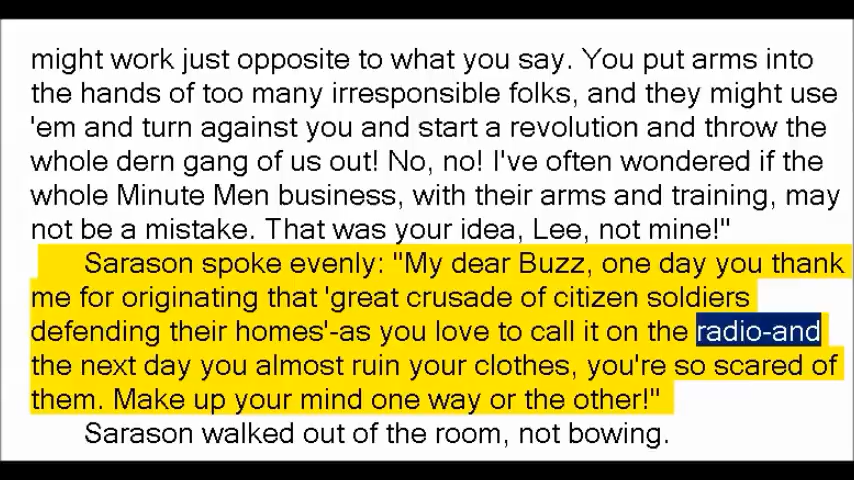 might work just opposite to what you say. You put arms into
the hands of too many irresponsible folks, and they might use
'em and turn against you and start a revolution and throw the
whole dern gang of us out! No, no! I've often wondered if the
whole Minute Men business, with their arms and training, may
not be a mistake. That was your idea, Lee, not mine!"
Sarason spoke evenly: "My dear Buzz, one day you thank
me for originating that 'great crusade of citizen soldiers
defending their homes'-as you love to call it on the radio-and
the next day you almost ruin your clothes, you're so scared of
them. Make up your mind one way or the other!"
Sarason walked out of the room, not bowing.